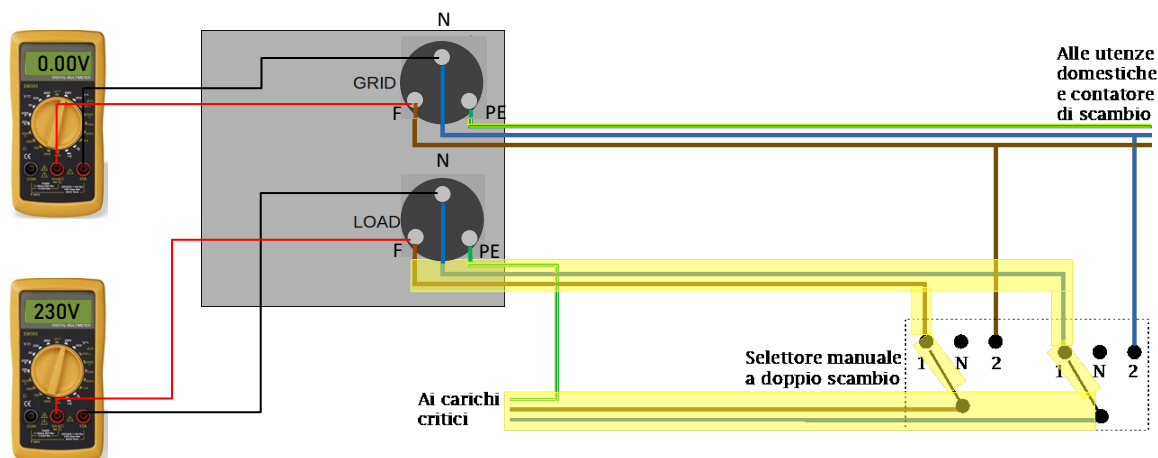 N
0.00V
GRID
F
PE
Alle utenze
domestiche
e contatore
di scambio
N
LOAD
F
PE
230V
Selettore manuale
a doppio scambio
1
N
2
1
N
2
Ai carichi
critici